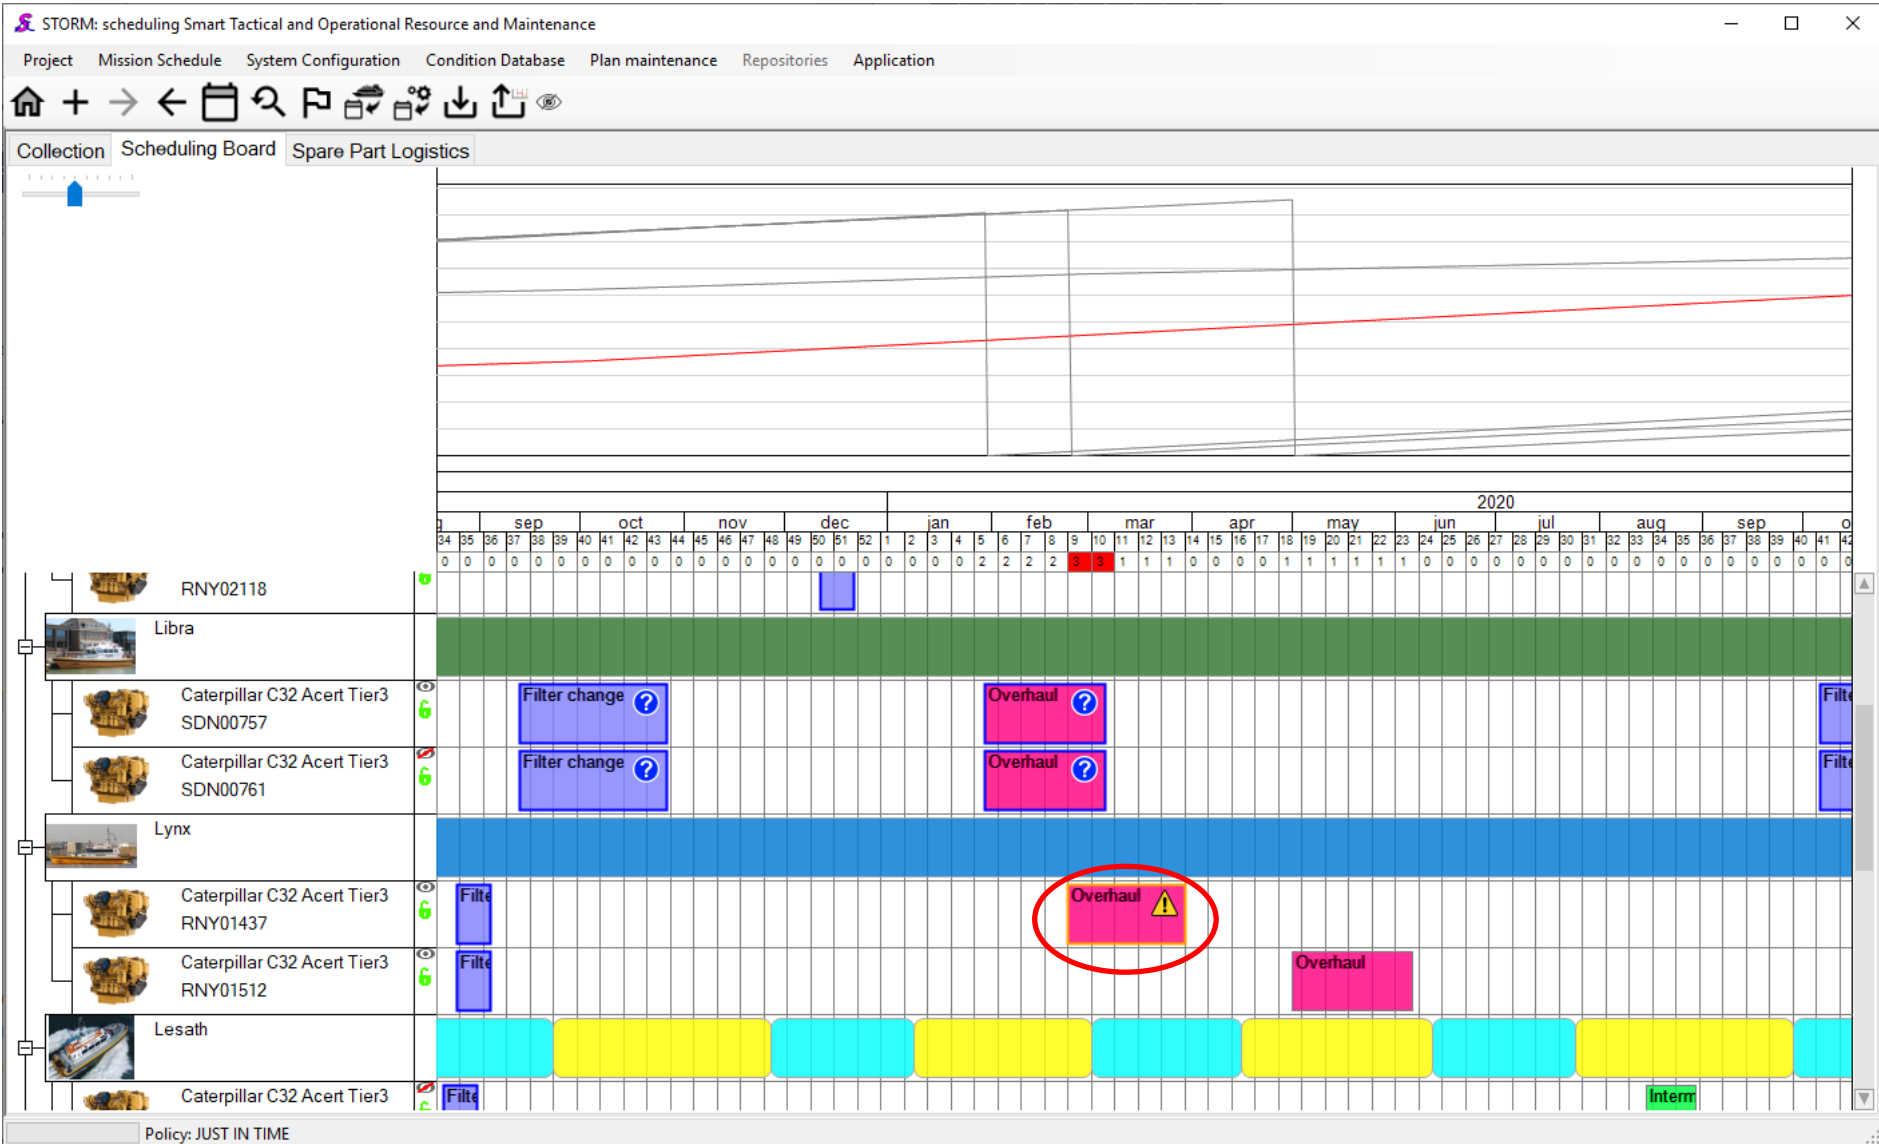 STORM: scheduling Smart Tactical and Operational Resource and Maintenance
Project Mission Schedule System Configuration Condition Database Plan maintenance Repositories Application
Collection Scheduling Board Spare Part Logistics
2020
sep oct nov dec jan feb mar apr may jun jul aug sep o
34 35 36 37 38 39 40 41 42 43 44 45 46 47 48 49 50 51 52 1 2 3 4 5 6 7 8 9 10 11 12 13 14 15 16 17 18 19 20 21 22 23 24 25 26 27 28 29 30 31 32 33 34 35 36 37 38 39 40 41 42
0 0 0 0 0 0 0 0 0 0 0 0 0 0 0 0 0 0 0 0 0 0 0 2 2 2 2 3 3 1 1 1 0 0 0 0 1 1 1 1 1 1 0 0 0 0 0 0 0 0 0 0 0 0 0 0 0 0 0 0 0
RNY02118
Libra
Caterpillar C32 Acert Tier3 Filter change ? Overhaul ? Filte
SDN00757
Caterpillar C32 Acert Tier3 Filter change ? Overhaul ? Filte
SDN00761
Lynx
Caterpillar C32 Acert Tier3 Filte Overhaul !
RNY01437
Caterpillar C32 Acert Tier3 Filte Overhaul
RNY01512
Lesath
Caterpillar C32 Acert Tier3 Filte Interm
Policy: JUST IN TIME